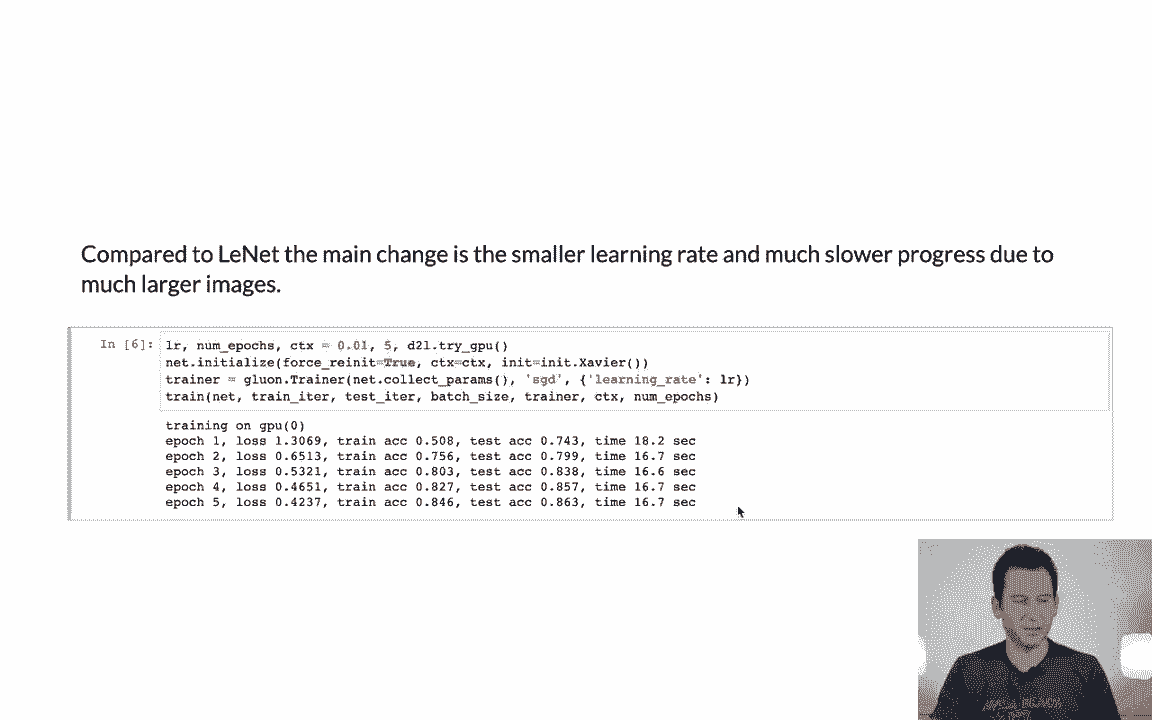 Compared to LeNet the main change is the smaller learning rate and much slower progress due to
much larger images.
In [6]: lr, num_epochs, ctx = 0.01, 5, d2l.try_gpu()
net.initialize(force_reinit=True, ctx=ctx, init=init.Xavier())
trainer = gluon.Trainer(net.collect_params(), 'sgd', {'learning_rate': lr})
train(net, train_iter, test_iter, batch_size, trainer, ctx, num_epochs)
training on gpu(0)
epoch 1, loss 1.3069, train acc 0.508, test acc 0.743, time 18.2 sec
epoch 2, loss 0.6513, train acc 0.756, test acc 0.799, time 16.7 sec
epoch 3, loss 0.5321, train acc 0.803, test acc 0.838, time 16.6 sec
epoch 4, loss 0.4651, train acc 0.827, test acc 0.857, time 16.7 sec
epoch 5, loss 0.4237, train acc 0.846, test acc 0.863, time 16.7 sec